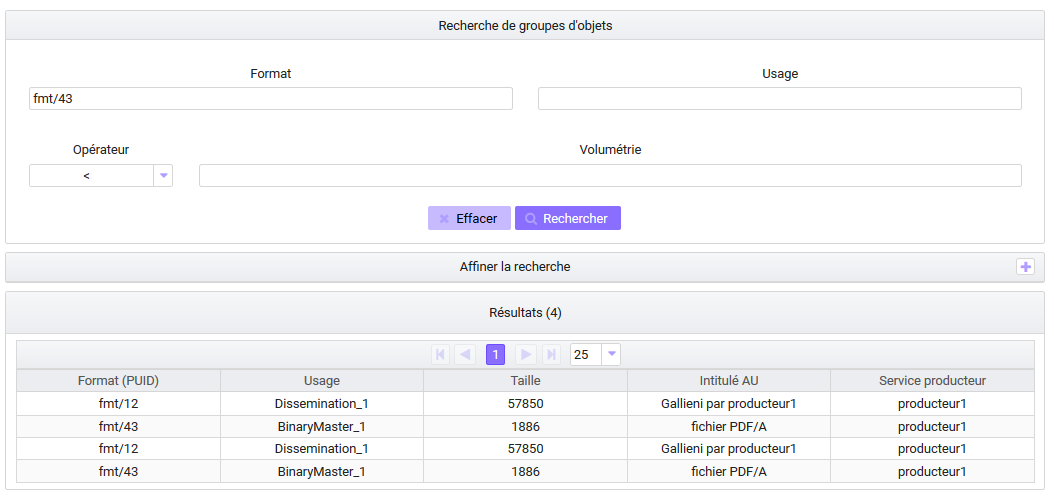 Recherche de groupes d'objets
Format Usage
fmt/43
Opérateur Volumétrie
<
Effacer Rechercher
Affiner la recherche
Résultats (4)
1 25
Format (PUID) Usage Taille Intitulé AU Service producteur
fmt/12 Dissemination_1 57850 Gallieni par producteur1 producteur1
fmt/43 BinaryMaster_1 1886 fichier PDF/A producteur1
fmt/12 Dissemination_1 57850 Gallieni par producteur1 producteur1
fmt/43 BinaryMaster_1 1886 fichier PDF/A producteur1